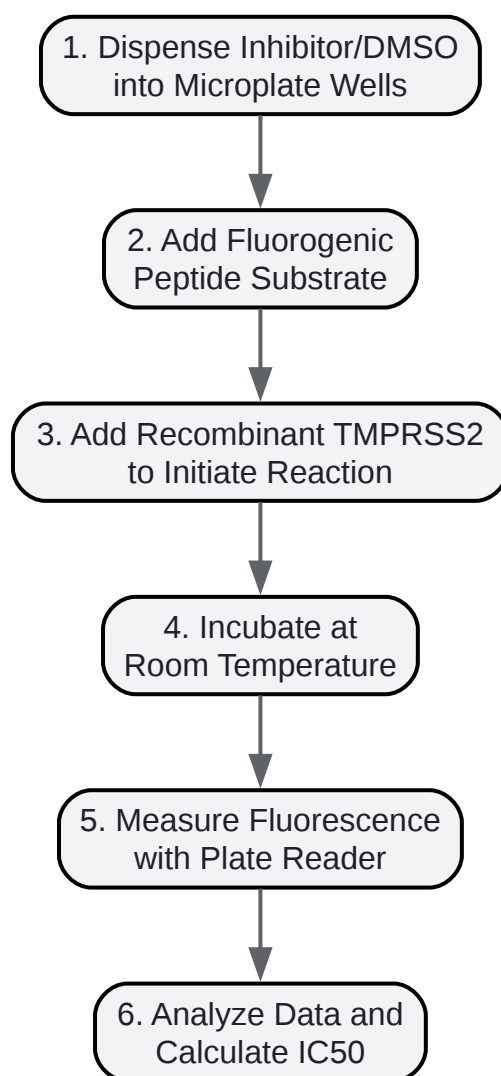 1. Dispense Inhibitor/DMSO
into Microplate Wells
2. Add Fluorogenic
Peptide Substrate
3. Add Recombinant TMPRSS2
to Initiate Reaction
4. Incubate at
Room Temperature
5. Measure Fluorescence
with Plate Reader
6. Analyze Data and
Calculate IC50